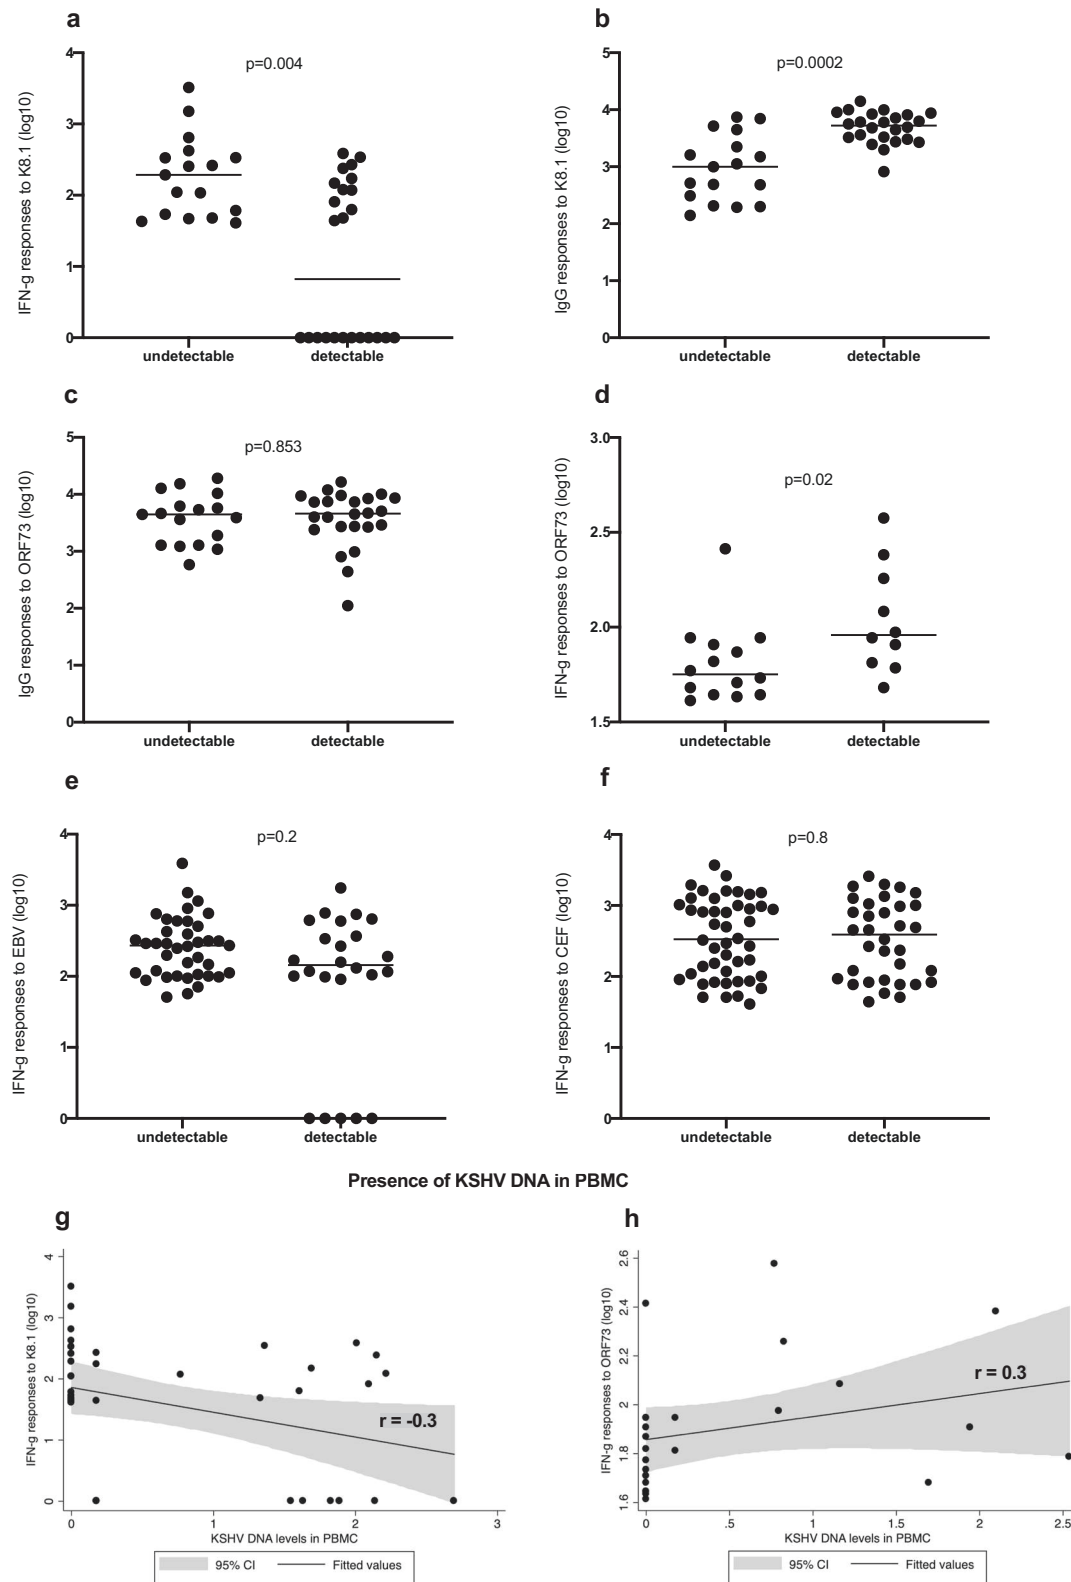 a
IFN-g responses to K8.1 (log10)
4
3
2
1
0
p=0.004
undetectable
detectable
b
IgG responses to K8.1 (log10)
5
4
3
2
1
0
p=0.0002
undetectable
detectable
c
IgG responses to ORF73 (log10)
5
4
3
2
1
0
p=0.853
undetectable
detectable
d
IFN-g responses to ORF73 (log10)
3.0
2.5
2.0
1.5
p=0.02
undetectable
detectable
e
IFN-g responses to EBV (log10)
4
3
2
1
0
p=0.2
undetectable
detectable
f
IFN-g responses to CEF (log10)
4
3
2
1
0
p=0.8
undetectable
detectable
Presence of KSHV DNA in PBMC
g
IFN-g responses to K8.1 (log10)
4
3
2
1
0
r = -0.3
0
1
2
3
KSHV DNA levels in PBMC
95% CI
Fitted values
h
IFN-g responses to ORF73 (log10)
2.6
2.4
2.2
2
1.8
1.6
r = 0.3
0
.5
1
1.5
2
2.5
KSHV DNA levels in PBMC
95% CI
Fitted values